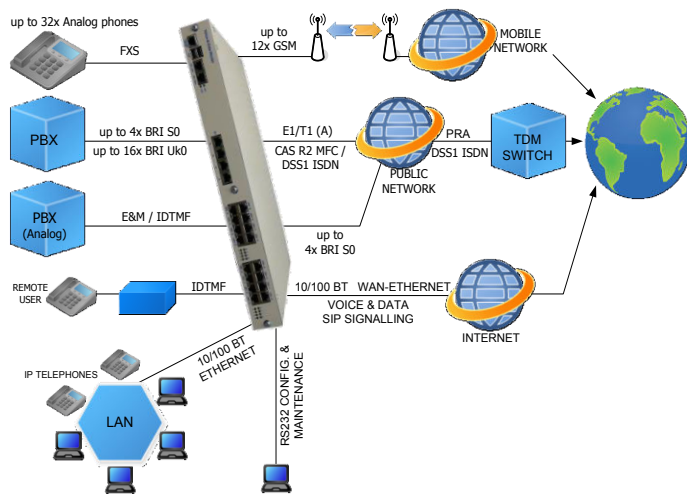 up to 32x Analog phones
FXS
up to
12x GSM
MOBILE
NETWORK
PBX
up to 4x BRI S0
up to 16x BRI Uk0
E1/T1 (A)
CAS R2 MFC /
DSS1 ISDN
PRA
DSS1 ISDN
TDM
SWITCH
PUBLIC
NETWORK
PBX
(Analog)
E&M / IDTMF
up to
4x BRI S0
REMOTE
USER
IDTMF
10/100 BT WAN-ETHERNET
VOICE & DATA
SIP SIGNALLING
INTERNET
10/100 BT
ETHERNET
IP TELEPHONES
LAN
RS232 CONFIG. &
MAINTENANCE